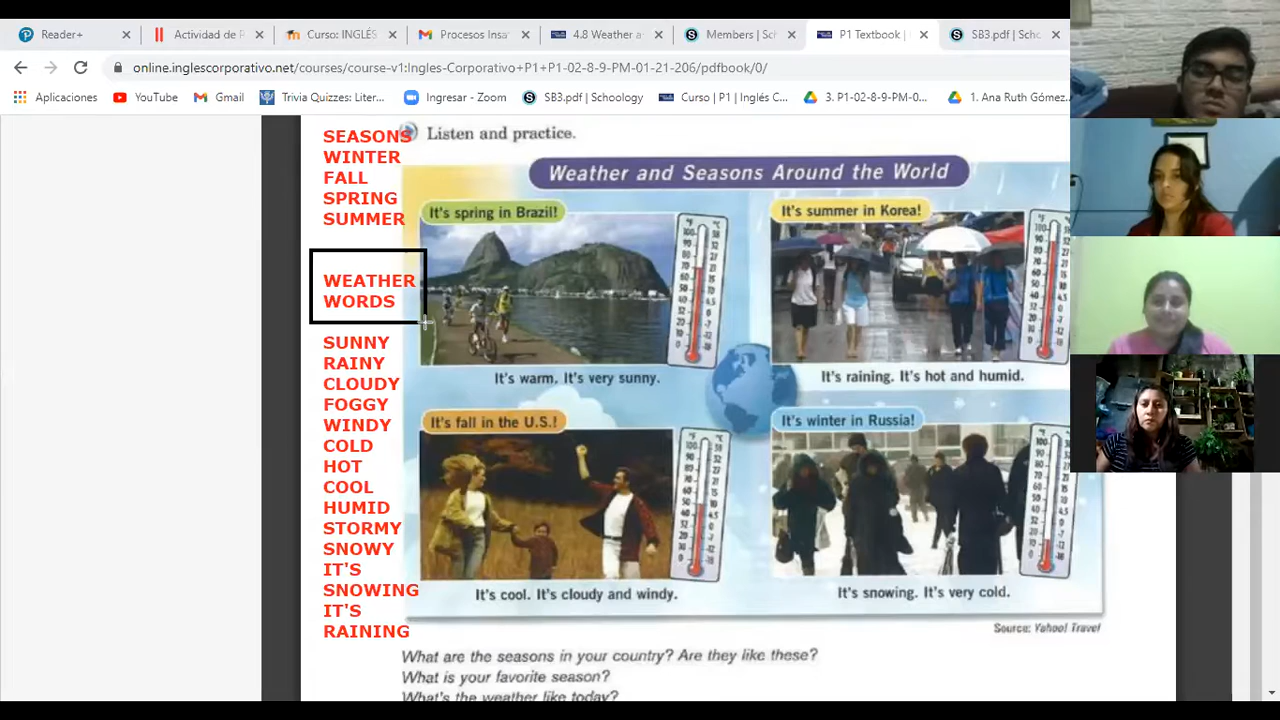 Reader+
Actividad de R
Curso: INGLÉS
Procesos Insa
4.8 Weather a
Members | Sch
P1 Textbook |
SB3.pdf | Scho
online.inglescorporativo.net/courses/course-v1:Ingles-Corporativo+P1+P1-02-8-9-PM-01-21-206/pdfbook/0/
Aplicaciones
YouTube
Gmail
Trivia Quizzes: Liter...
Ingresar - Zoom
SB3.pdf | Schoology
Curso | P1 | Inglés C...
3. P1-02-8-9-PM-0...
1. Ana Ruth Gómez...
SEASONS
WINTER
FALL
SPRING
SUMMER
WEATHER
WORDS
SUNNY
RAINY
CLOUDY
FOGGY
WINDY
COLD
HOT
COOL
HUMID
STORMY
SNOWY
IT'S
SNOWING
IT'S
RAINING
Listen and practice.
Weather and Seasons Around the World
It's spring in Brazil!
It's warm. It's very sunny.
It's summer in Korea!
It's raining. It's hot and humid.
It's fall in the U.S.!
It's cool. It's cloudy and windy.
It's winter in Russia!
It's snowing. It's very cold.
Source: Yahoo! Travel
What are the seasons in your country? Are they like these?
What is your favorite season?
What's the weather like today?